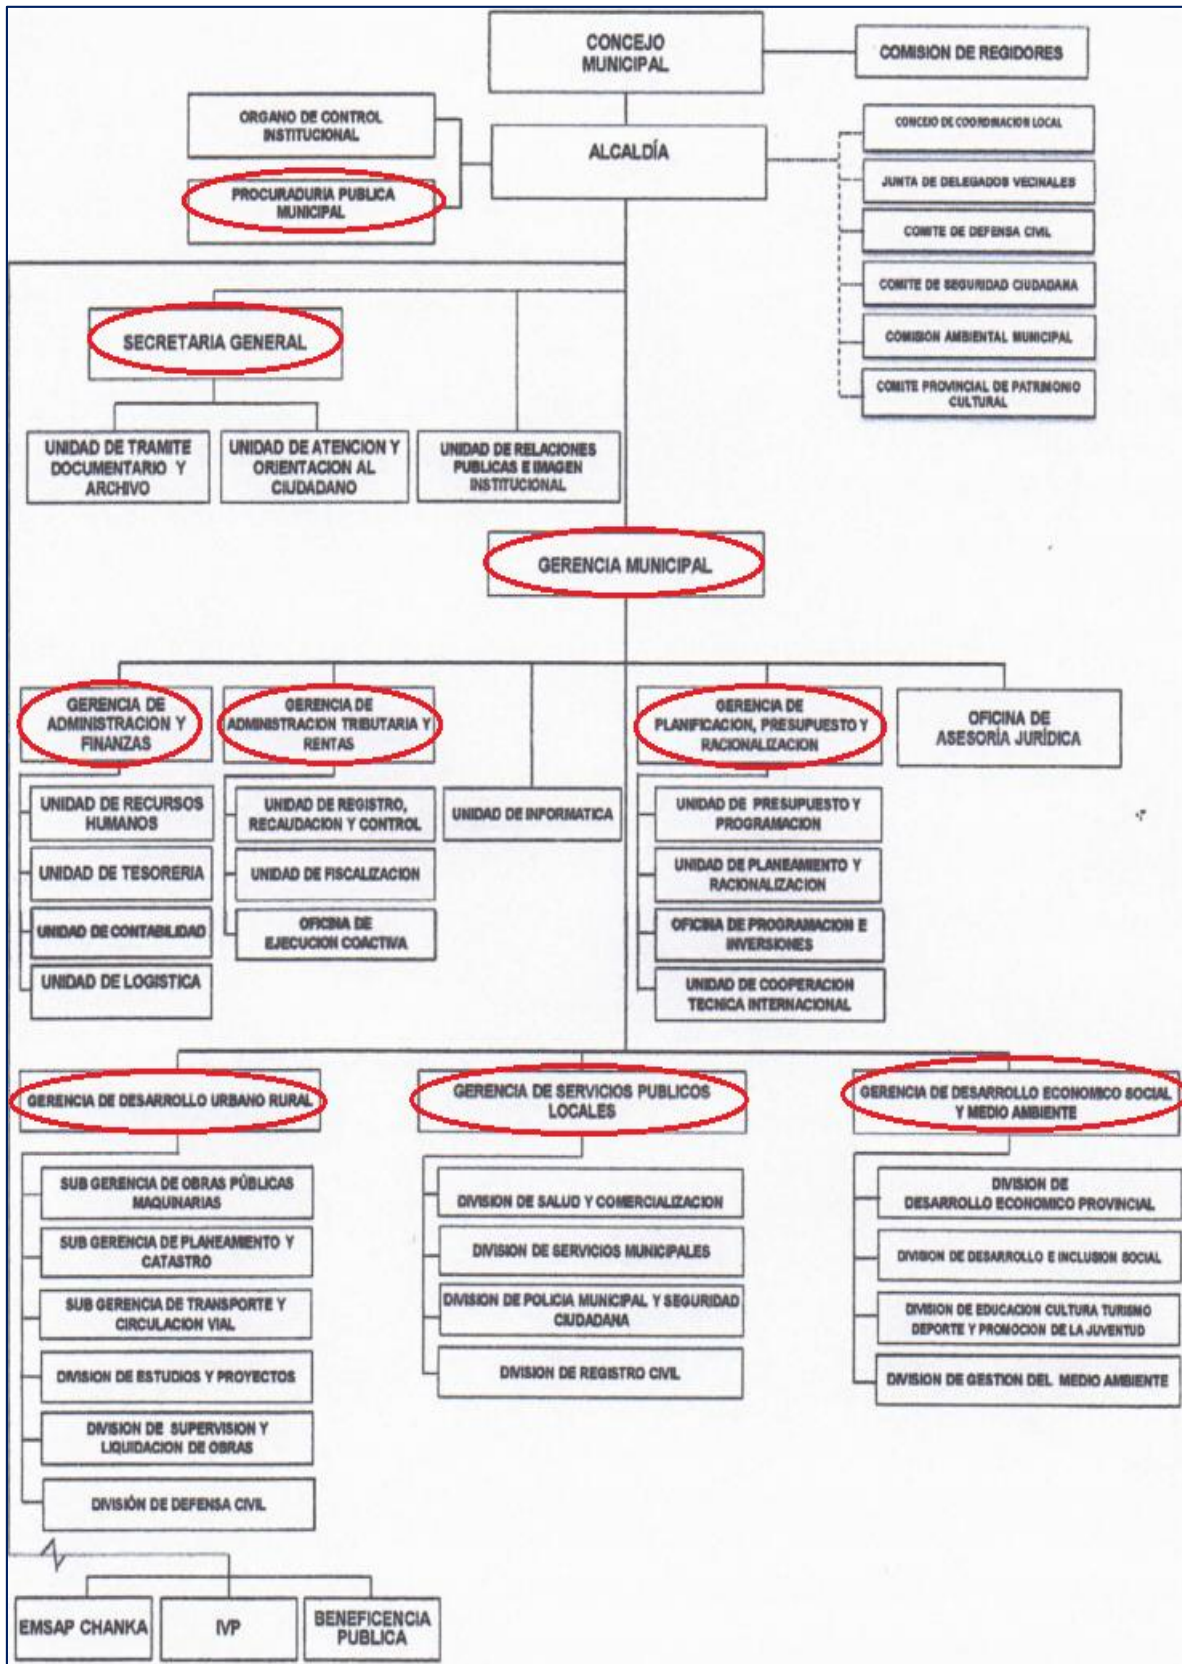 CONCEJO
MUNICIPAL
COMISION DE REGIDORES
ORGANO DE CONTROL
INSTITUCIONAL
ALCALDÍA
CONCEJO DE COORDINACION LOCAL
PROCURADURIA PUBLICA
MUNICIPAL
JUNTA DE DELEGADOS VECINALES
COMITE DE DEFENSA CIVIL
COMITE DE SEGURIDAD CIUDADANA
COMISION AMBIENTAL MUNICIPAL
COMITE PROVINCIAL DE PATRIMONIO
CULTURAL
SECRETARIA GENERAL
UNIDAD DE TRAMITE
DOCUMENTARIO Y
ARCHIVO
UNIDAD DE ATENCION Y
ORIENTACION AL
CIUDADANO
UNIDAD DE RELACIONES
PUBLICAS E IMAGEN
INSTITUCIONAL
GERENCIA MUNICIPAL
GERENCIA DE
ADMINISTRACION Y
FINANZAS
GERENCIA DE
ADMINISTRACION TRIBUTARIA Y
RENTAS
GERENCIA DE
PLANIFICACION, PRESUPUESTO Y
RACIONALIZACION
OFICINA DE
ASESORÍA JURÍDICA
UNIDAD DE RECURSOS
HUMANOS
UNIDAD DE TESORERIA
UNIDAD DE CONTABILIDAD
UNIDAD DE LOGISTICA
UNIDAD DE REGISTRO,
RECAUDACION Y CONTROL
UNIDAD DE FISCALIZACION
OFICINA DE
EJECUCION COACTIVA
UNIDAD DE INFORMATICA
UNIDAD DE PRESUPUESTO Y
PROGRAMACION
UNIDAD DE PLANEAMIENTO Y
RACIONALIZACION
OFICINA DE PROGRAMACION E
INVERSIONES
UNIDAD DE COOPERACION
TECNICA INTERNACIONAL
GERENCIA DE DESARROLLO URBANO RURAL
GERENCIA DE SERVICIOS PUBLICOS
LOCALES
GERENCIA DE DESARROLLO ECONOMICO SOCIAL
Y MEDIO AMBIENTE
SUB GERENCIA DE OBRAS PÚBLICAS
MAQUINARIAS
SUB GERENCIA DE PLANEAMIENTO Y
CATASTRO
SUB GERENCIA DE TRANSPORTE Y
CIRCULACION VIAL
DIVISION DE ESTUDIOS Y PROYECTOS
DIVISION DE SUPERVISION Y
LIQUIDACION DE OBRAS
DIVISIÓN DE DEFENSA CIVIL
DIVISION DE SALUD Y COMERCIALIZACION
DIVISION DE SERVICIOS MUNICIPALES
DIVISION DE POLICIA MUNICIPAL Y SEGURIDAD
CIUDADANA
DIVISION DE REGISTRO CIVIL
DIVISION DE
DESARROLLO ECONOMICO PROVINCIAL
DIVISION DE DESARROLLO E INCLUSION SOCIAL
DIVISION DE EDUCACION CULTURA TURISMO
DEPORTE Y PROMOCION DE LA JUVENTUD
DIVISION DE GESTION DEL MEDIO AMBIENTE
EMSAP CHANKA
IVP
BENEFICENCIA
PUBLICA